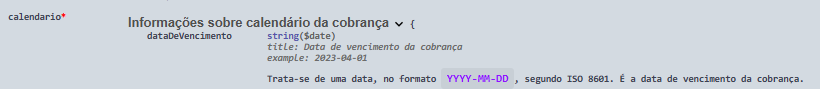 calendario* Informações sobre calendário da cobrança {
dataDeVencimento string($date)
title: Data de vencimento da cobrança
example: 2023-04-01
Trata-se de uma data, no formato YYYY-MM-DD , segundo ISO 8601. É a data de vencimento da cobrança.